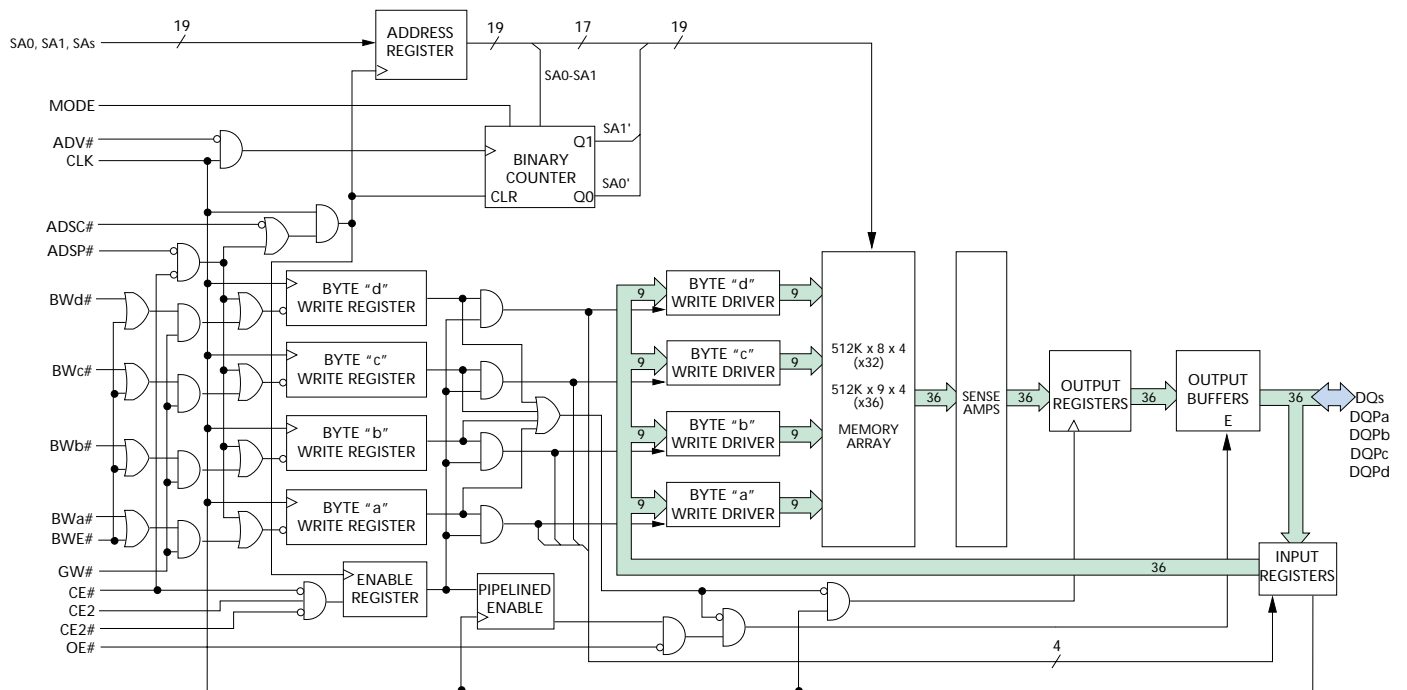 19
SA0, SA1, SAs
ADDRESS
REGISTER
19
17
19
SA0-SA1
MODE
ADV#
CLK
BINARY
COUNTER
CLR
Q1
SA1'
Q0
SA0'
ADSC#
ADSP#
BWd#
BWc#
BWb#
BWa#
BWE#
GW#
CE#
CE2
CE2#
OE#
BYTE “d”
WRITE REGISTER
BYTE “c”
WRITE REGISTER
BYTE “b”
WRITE REGISTER
BYTE “a”
WRITE REGISTER
ENABLE
REGISTER
PIPELINED
ENABLE
9
BYTE “d”
WRITE DRIVER
9
9
BYTE “c”
WRITE DRIVER
9
9
BYTE “b”
WRITE DRIVER
9
9
BYTE “a”
WRITE DRIVER
9
512K x 8 x 4
(x32)
512K x 9 x 4
(x36)
MEMORY
ARRAY
36
SENSE
AMPS
36
OUTPUT
REGISTERS
36
OUTPUT
BUFFERS
E
36
DQs
DQPa
DQPb
DQPc
DQPd
INPUT
REGISTERS
36
4